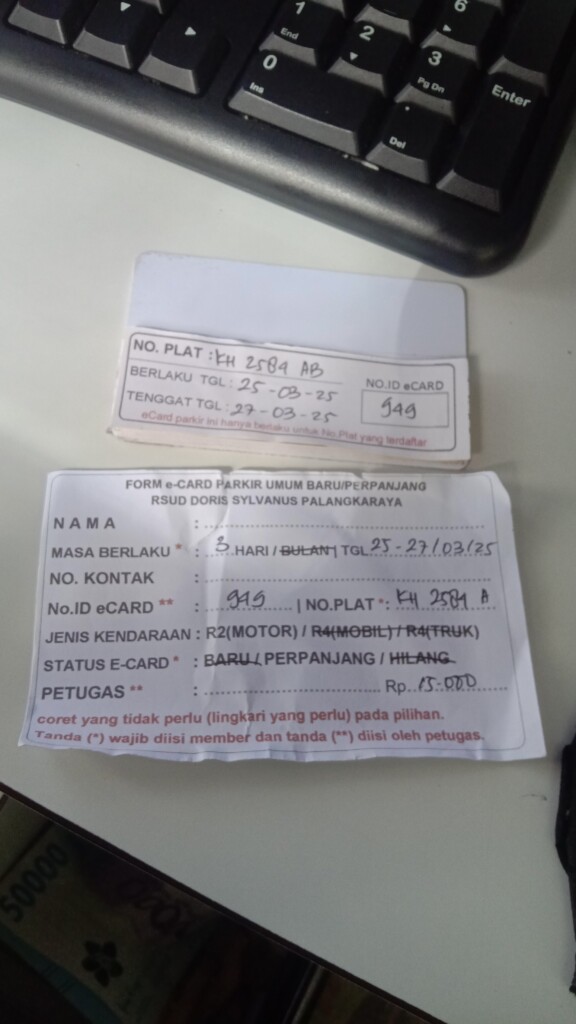 1
End
2
6
3
Pg Dn
0
Ins
.
Del
Enter
NO. PLAT : KH 2584 AB
BERLAKU TGL : 25-03-25
TENGGAT TGL : 27-03-25
NO.ID eCARD
949
eCard parkir ini hanya berlaku untuk No.Plat yang terdaftar
FORM e-CARD PARKIR UMUM BARU/PERPANJANG
RSUD DORIS SYLVANUS PALANGKARAYA
NAMA :
MASA BERLAKU * : 3 HARI / BULAN | TGL 25-27/03/25
NO. KONTAK :
No.ID eCARD ** : 949 | NO.PLAT *: KH 2584 A
JENIS KENDARAAN : R2(MOTOR) / R4(MOBIL) / R4(TRUK)
STATUS E-CARD * : BARU / PERPANJANG / HILANG
PETUGAS ** : Rp. 15.000
coret yang tidak perlu (lingkari yang perlu) pada pilihan.
Tanda (*) wajib diisi member dan tanda (**) diisi oleh petugas.
50000